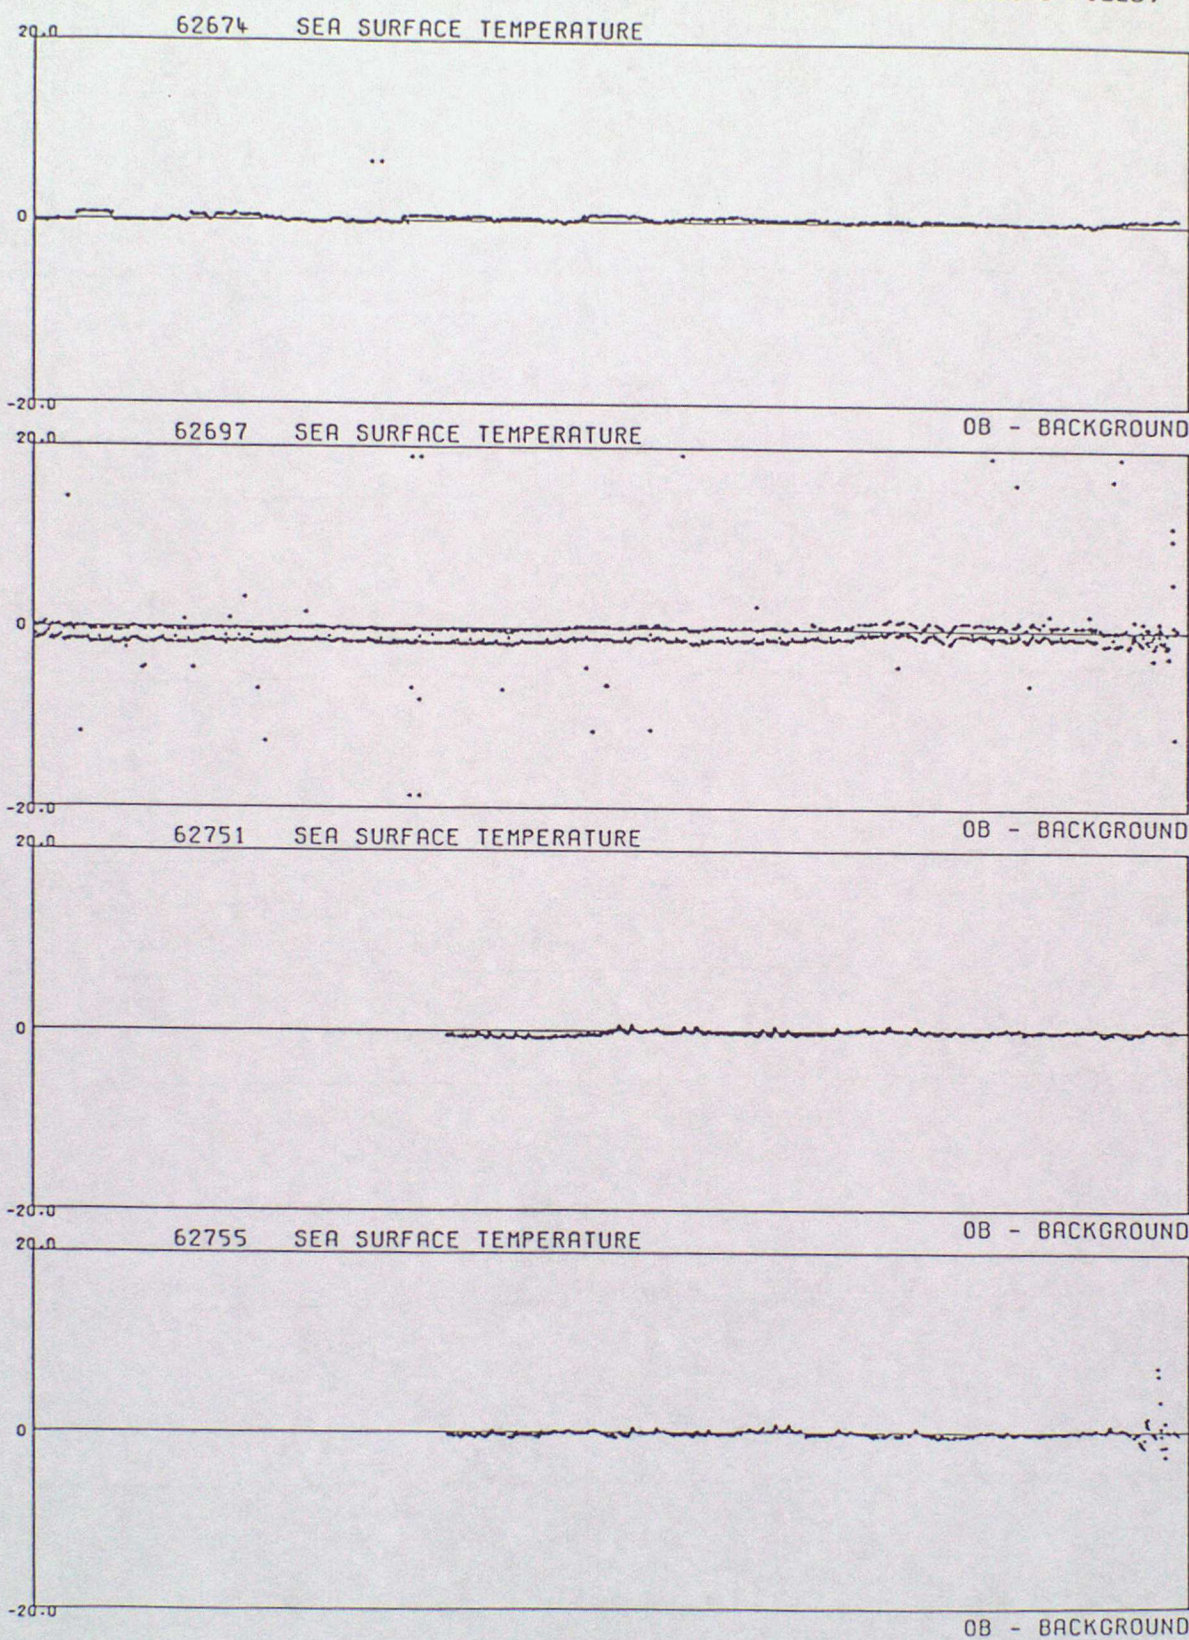 20.0 62674 SEA SURFACE TEMPERATURE
0
-20.0
OB - BACKGROUND
20.0 62697 SEA SURFACE TEMPERATURE
0
-20.0
OB - BACKGROUND
20.0 62751 SEA SURFACE TEMPERATURE
0
-20.0
OB - BACKGROUND
20.0 62755 SEA SURFACE TEMPERATURE
0
-20.0
OB - BACKGROUND